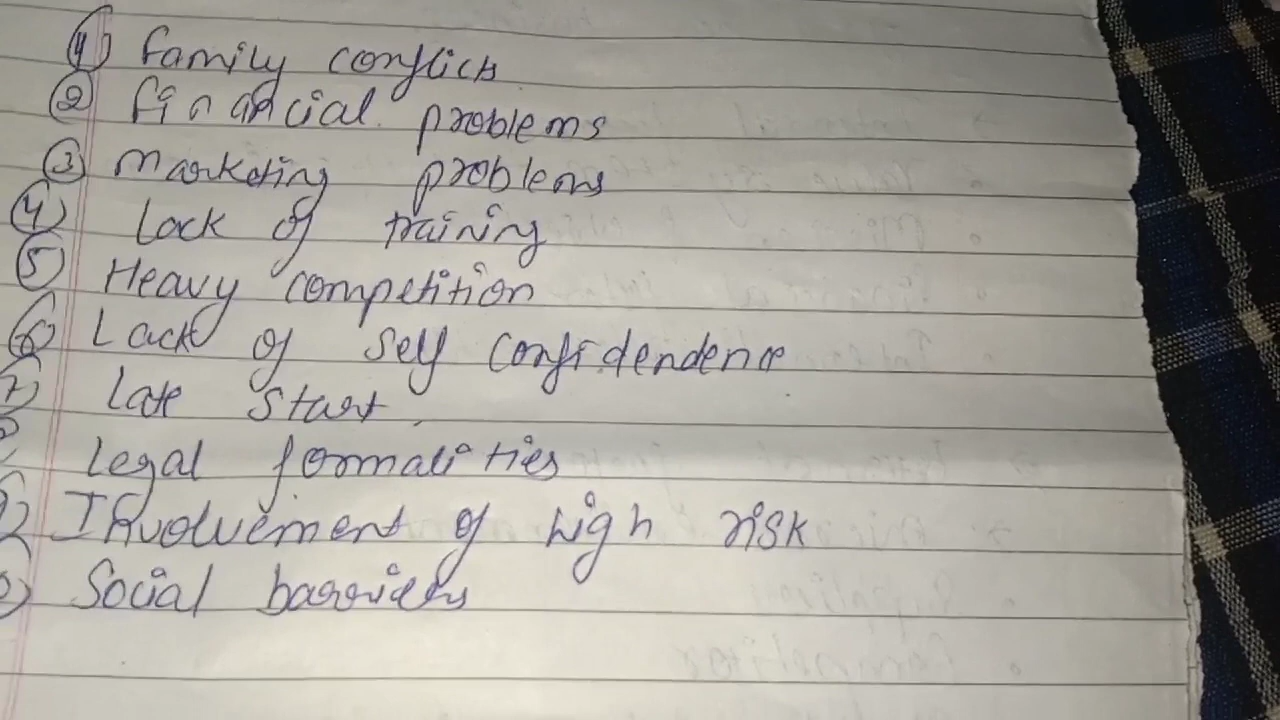 ① Family conflicts
② Financial problems
③ Marketing problems
④ Lack of training
⑤ Heavy competition
⑥ Lack of self confidendence
7 Late start
Legal formalities
Involvement of high risk
Social barriers